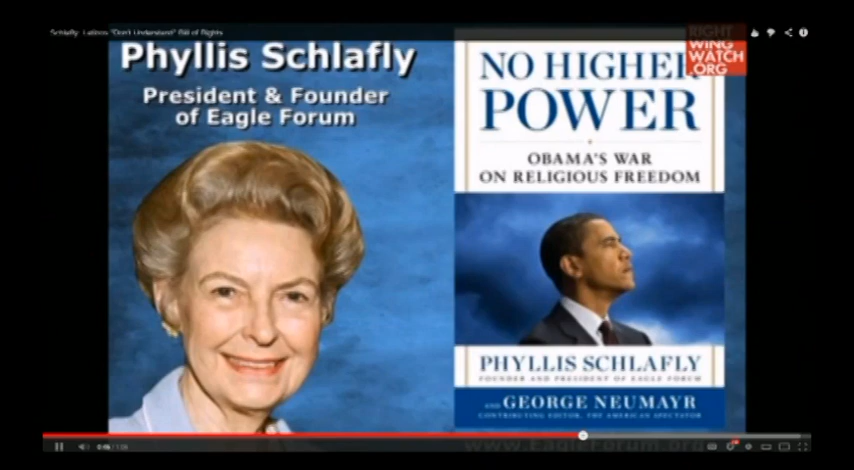 Schlafly: Latinos "Don't Understand" Bill of Rights
RIGHT
WING
WATCH
.ORG
Phyllis Schlafly
President & Founder
of Eagle Forum
NO HIGHER
POWER
OBAMA'S WAR
ON RELIGIOUS FREEDOM
PHYLLIS SCHLAFLY
FOUNDER AND PRESIDENT OF EAGLE FORUM
AND GEORGE NEUMAYR
CONTRIBUTING EDITOR, THE AMERICAN SPECTATOR
www.EagleForum.org